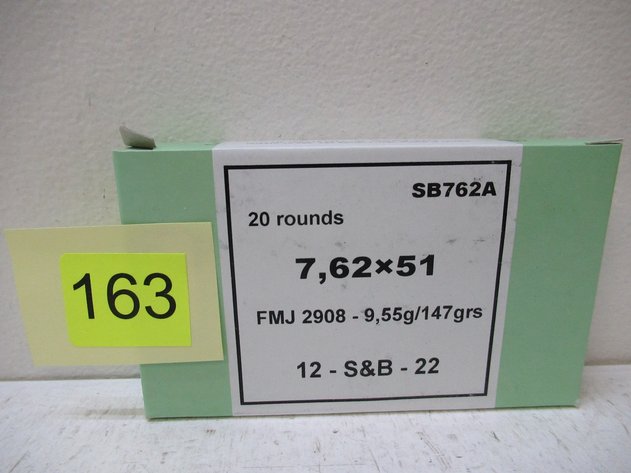 SB762A
20 rounds
7,62×51
FMJ 2908 - 9,55g/147grs
12 - S&B - 22
163